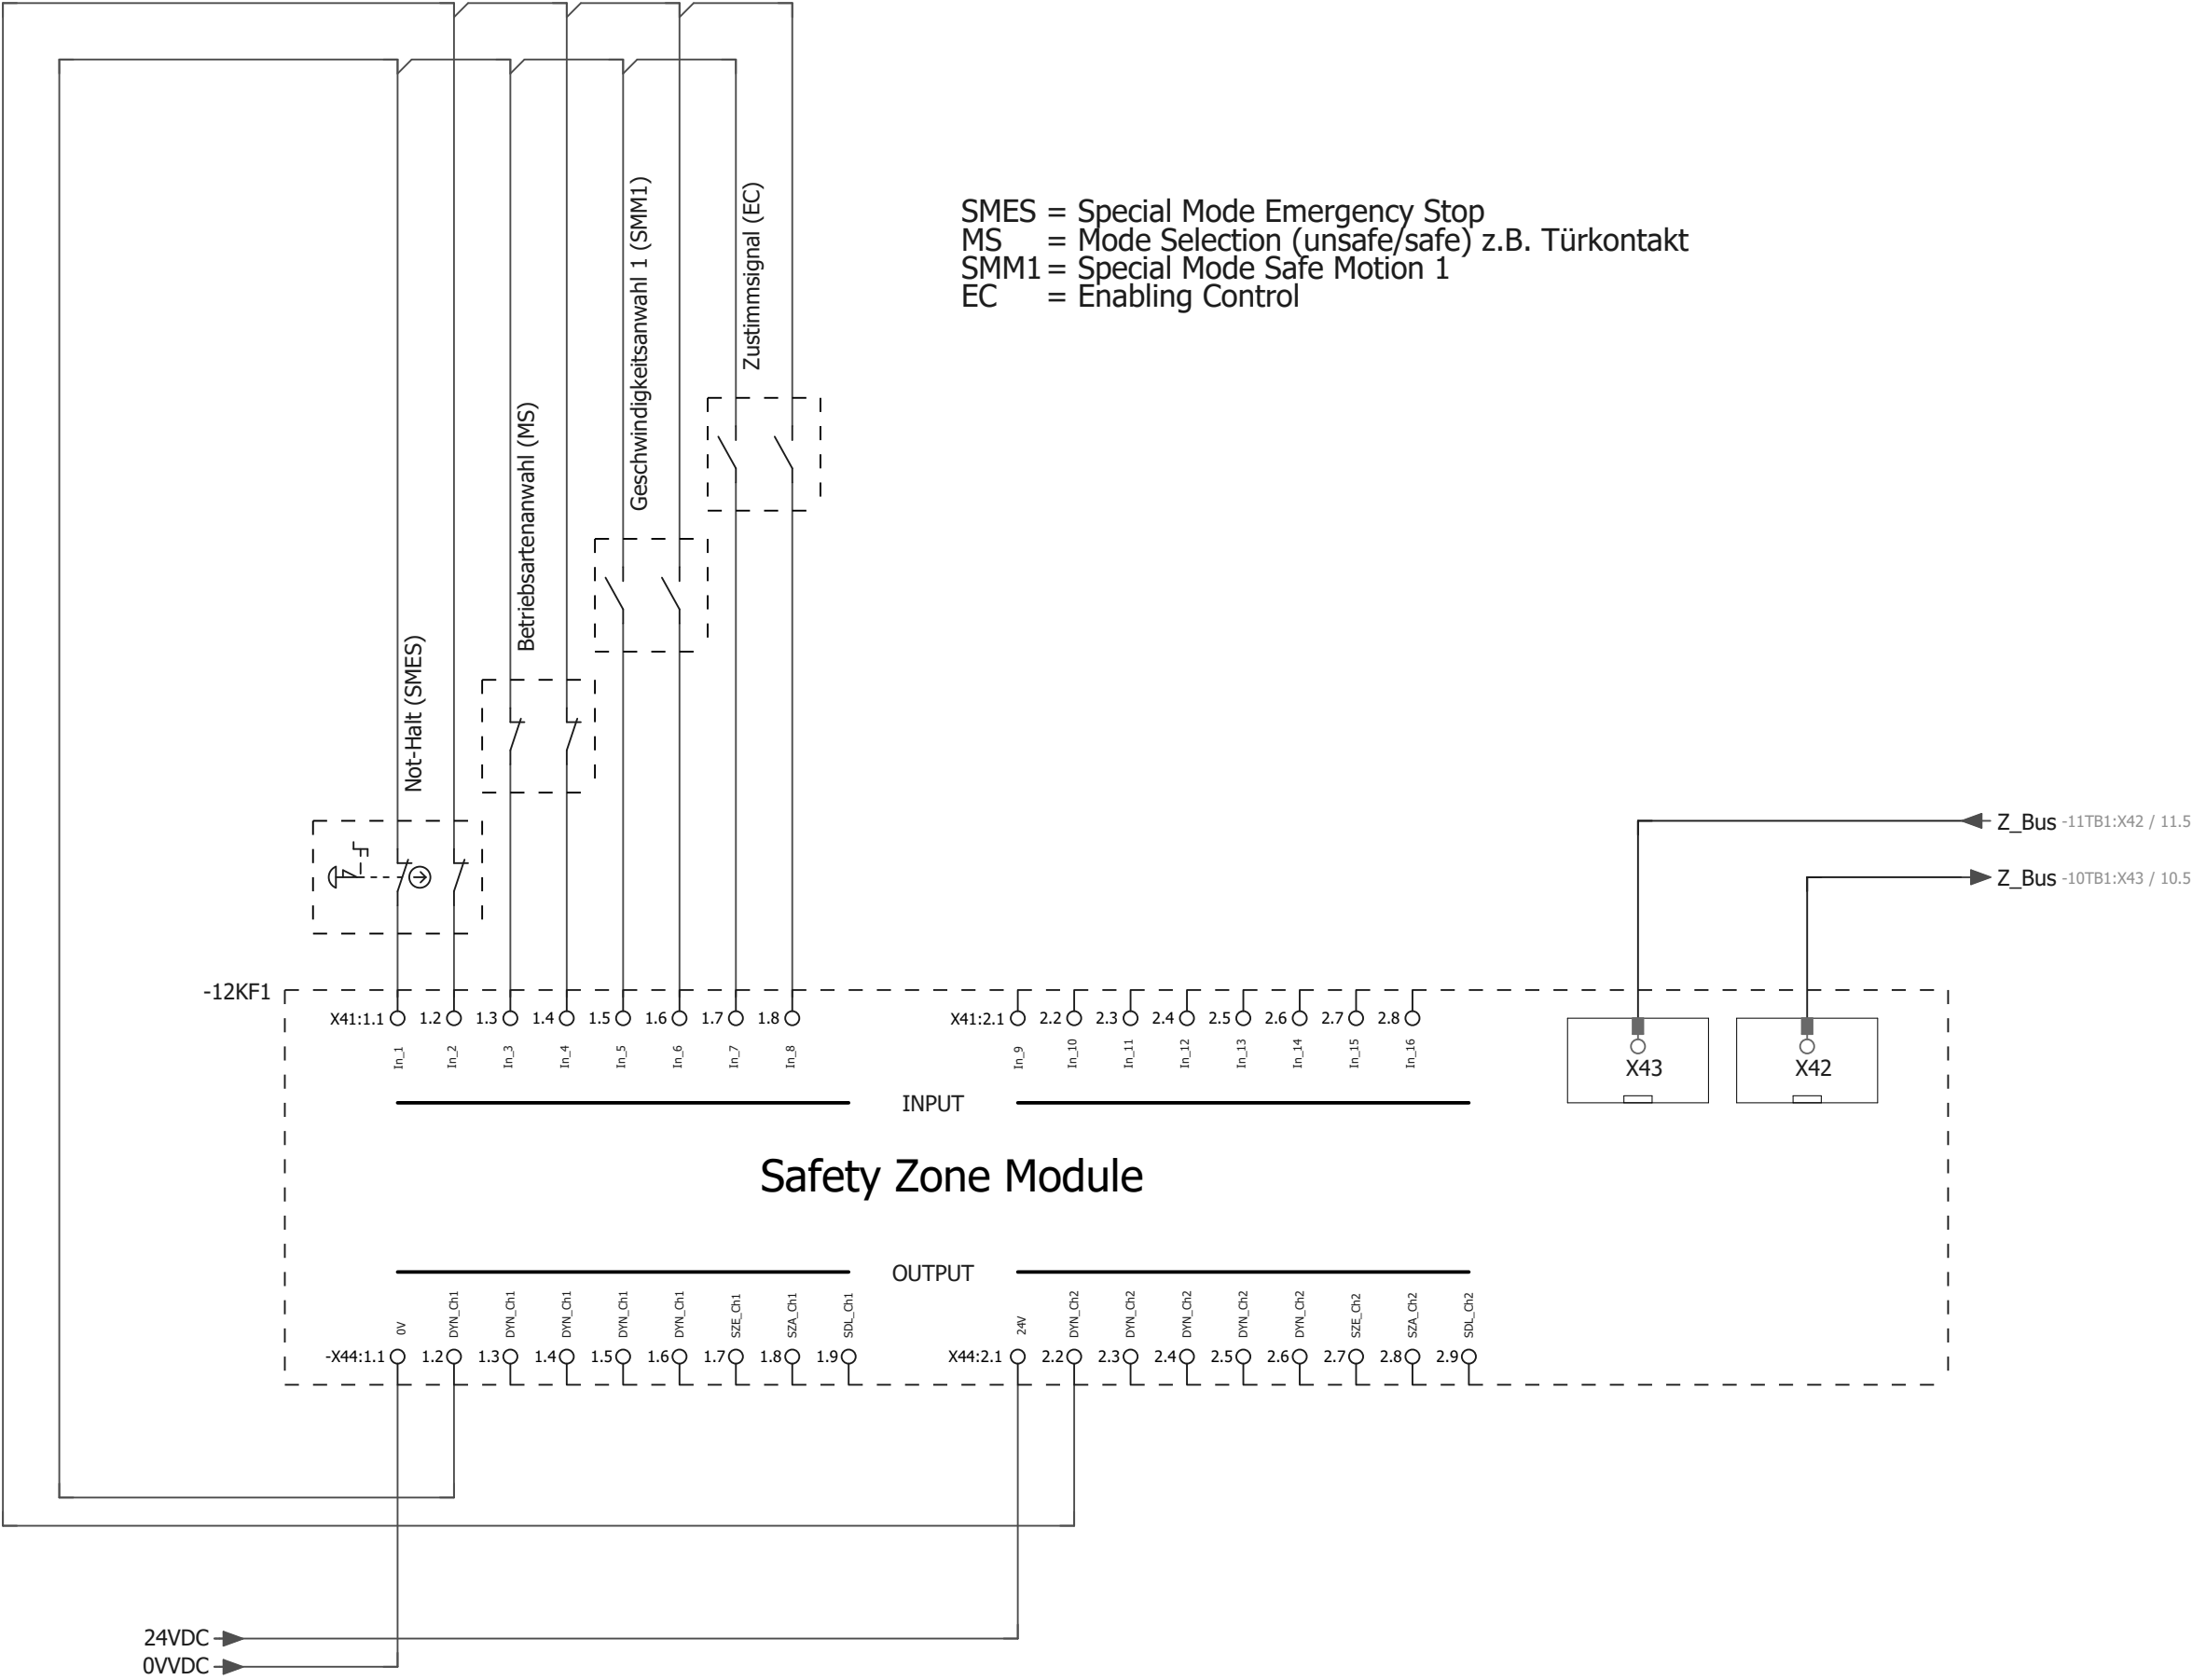 SMES = Special Mode Emergency Stop
MS = Mode Selection (unsafe/safe) z.B. Türkontakt
SMM1 = Special Mode Safe Motion 1
EC = Enabling Control
Zustimmsignal (EC)
Geschwindigkeitsanwahl 1 (SMM1)
Betriebsartenanwahl (MS)
Not-Halt (SMES)
Z_Bus -11TB1:X42 / 11.5
Z_Bus -10TB1:X43 / 10.5
-12KF1
X41:1.1 1.2 1.3 1.4 1.5 1.6 1.7 1.8 X41:2.1 2.2 2.3 2.4 2.5 2.6 2.7 2.8
In_1 In_2 In_3 In_4 In_5 In_6 In_7 In_8 In_9 In_10 In_11 In_12 In_13 In_14 In_15 In_16
X43 X42
INPUT
Safety Zone Module
OUTPUT
0V DYN_Ch1 DYN_Ch1 DYN_Ch1 DYN_Ch1 DYN_Ch1 SZE_Ch1 SZA_Ch1 SDL_Ch1 24V DYN_Ch2 DYN_Ch2 DYN_Ch2 DYN_Ch2 DYN_Ch2 SZE_Ch2 SZA_Ch2 SDL_Ch2
-X44:1.1 1.2 1.3 1.4 1.5 1.6 1.7 1.8 1.9 X44:2.1 2.2 2.3 2.4 2.5 2.6 2.7 2.8 2.9
24VDC
0VVDC